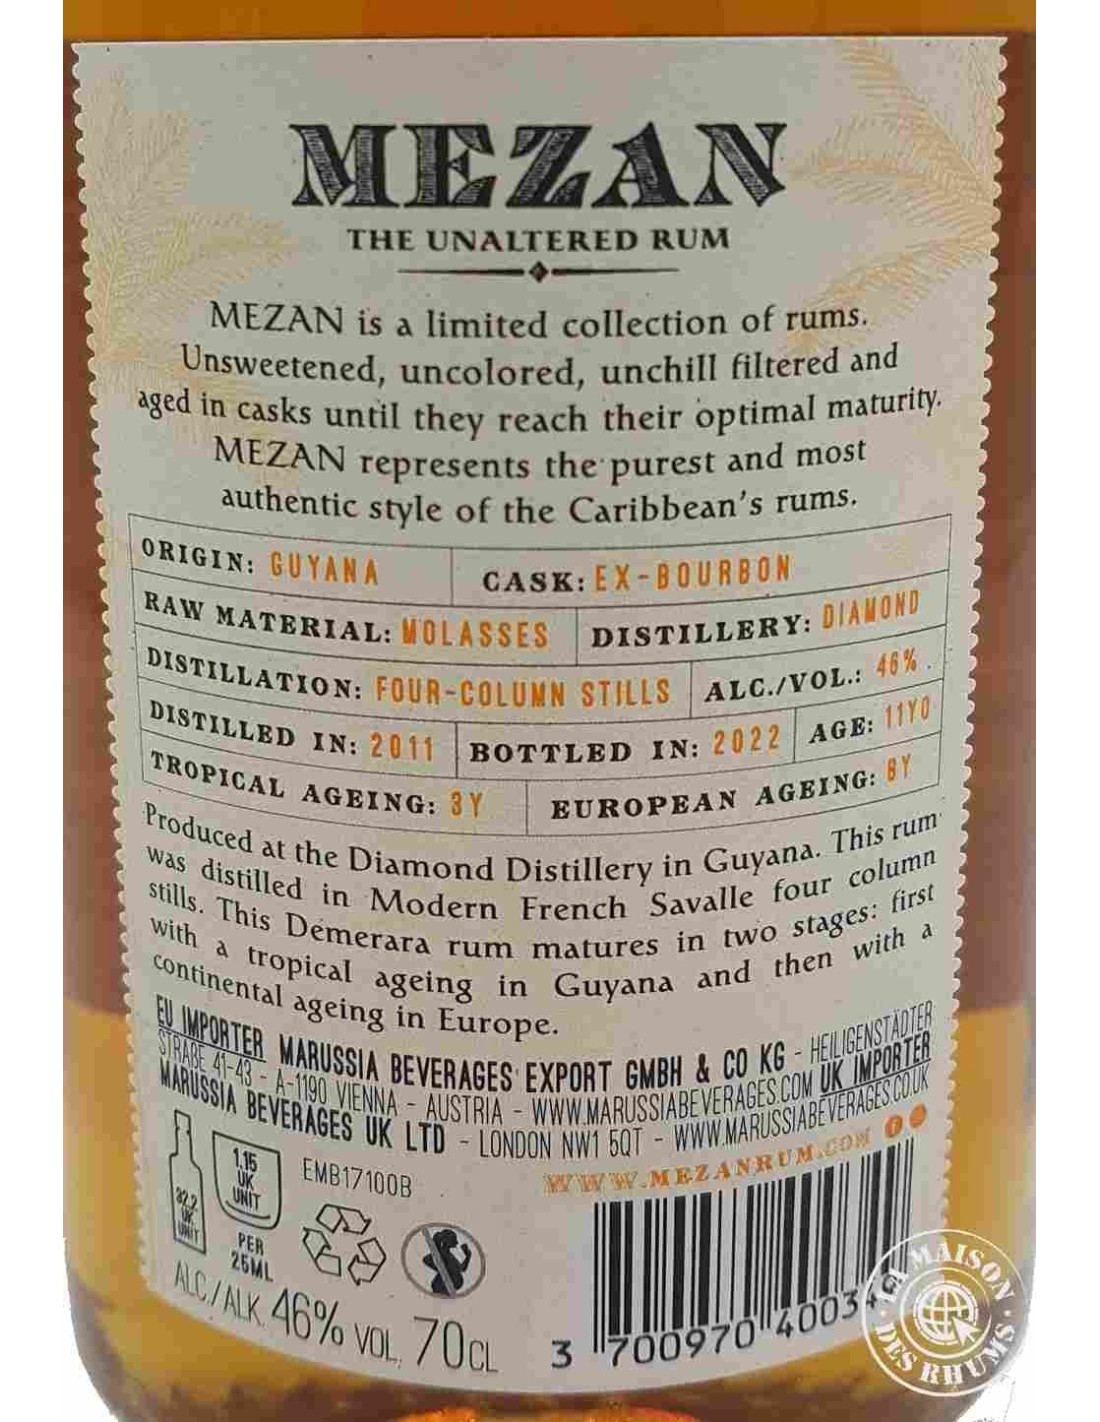 MEZAN
THE UNALTERED RUM
MEZAN is a limited collection of rums.
Unsweetened, uncolored, unchill filtered and
aged in casks until they reach their optimal maturity.
MEZAN represents the purest and most
authentic style of the Caribbean's rums.
ORIGIN: GUYANA CASK: EX-BOURBON
RAW MATERIAL: MOLASSES DISTILLERY: DIAMOND
DISTILLATION: FOUR-COLUMN STILLS ALC./VOL.: 46%.
DISTILLED IN: 2011 BOTTLED IN: 2022 AGE: 11YO
TROPICAL AGEING: 3Y EUROPEAN AGEING: 8Y
Produced at the Diamond Distillery in Guyana. This rum
was distilled in Modern French Savalle four column
stills. This Demerara rum matures in two stages: first
with a tropical ageing in Guyana and then with a
continental ageing in Europe.
EU IMPORTER MARUSSIA BEVERAGES EXPORT GMBH & CO KG - HEILIGENSTÄDTER
STRAßE 41-43 - A-1190 VIENNA - AUSTRIA - WWW.MARUSSIABEVERAGES.COM UK IMPORTER
MARUSSIA BEVERAGES UK LTD - LONDON NW1 5QT - WWW.MARUSSIABEVERAGES.CO.UK
WWW.MEZANRUM.COM
32.2
UK
UNIT
1.15
UK
UNIT
PER
25ML
EMB17100B
ALC./ALK. 46% VOL. 70CL
3 700970 4003
LA MAISON
DES RHUMS